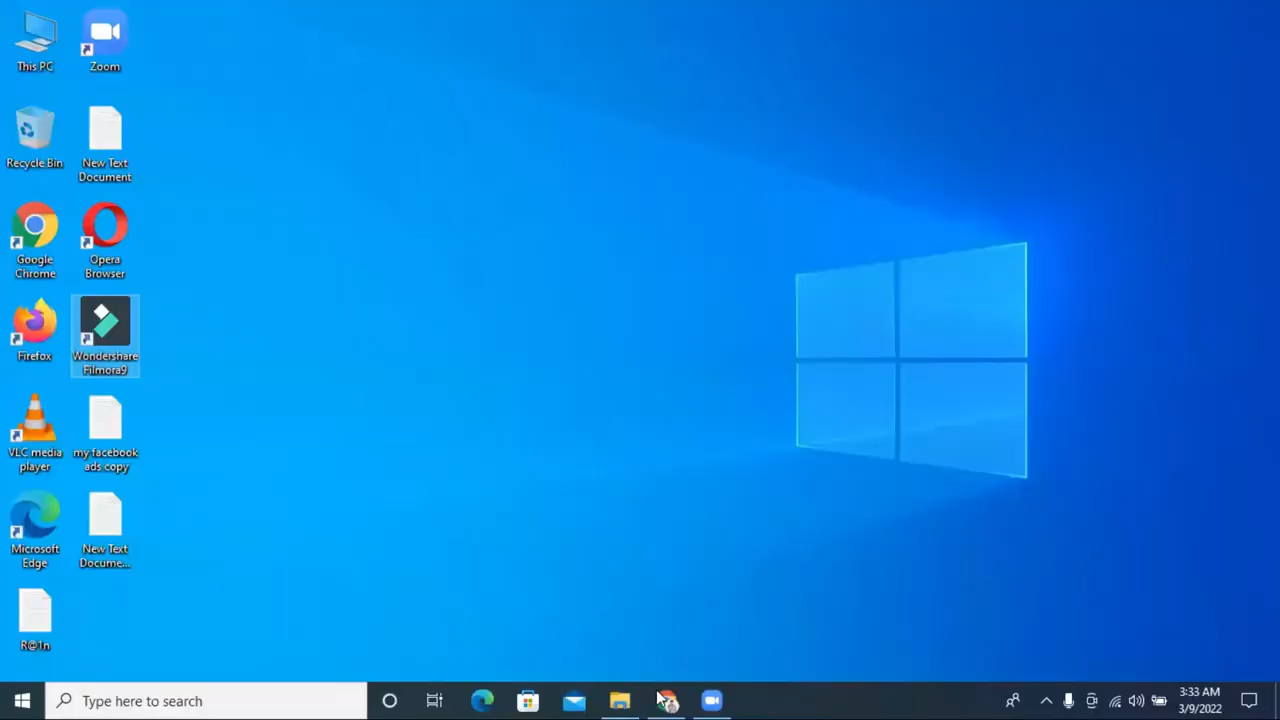 This PC
Zoom
Recycle Bin
New Text
Document
Google
Chrome
Opera
Browser
Firefox
Wondershare
Filmora9
VLC media
player
my facebook
ads copy
Microsoft
Edge
New Text
Docume...
R@1n
Type here to search
3:33 AM
3/9/2022